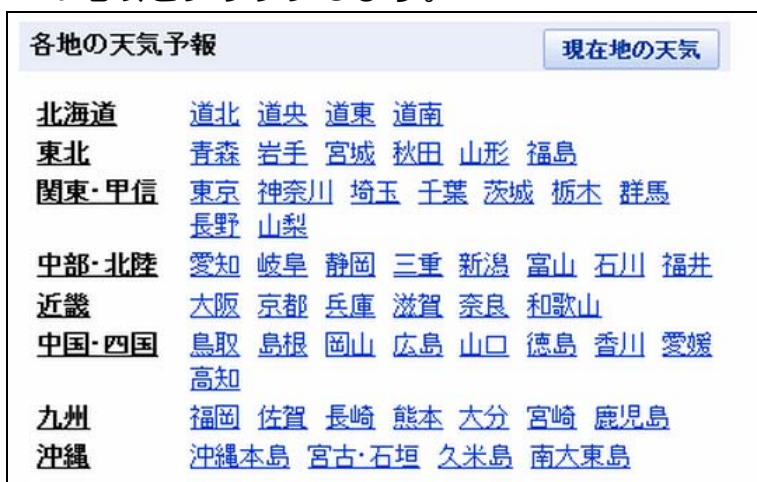 各地の天気予報 現在地の天気
北海道 道北 道央 道東 道南
東北 青森 岩手 宮城 秋田 山形 福島
関東・甲信 東京 神奈川 埼玉 千葉 茨城 栃木 群馬
長野 山梨
中部・北陸 愛知 岐阜 静岡 三重 新潟 富山 石川 福井
近畿 大阪 京都 兵庫 滋賀 奈良 和歌山
中国・四国 鳥取 島根 岡山 広島 山口 徳島 香川 愛媛
高知
九州 福岡 佐賀 長崎 熊本 大分 宮崎 鹿児島
沖縄 沖縄本島 宮古・石垣 久米島 南大東島